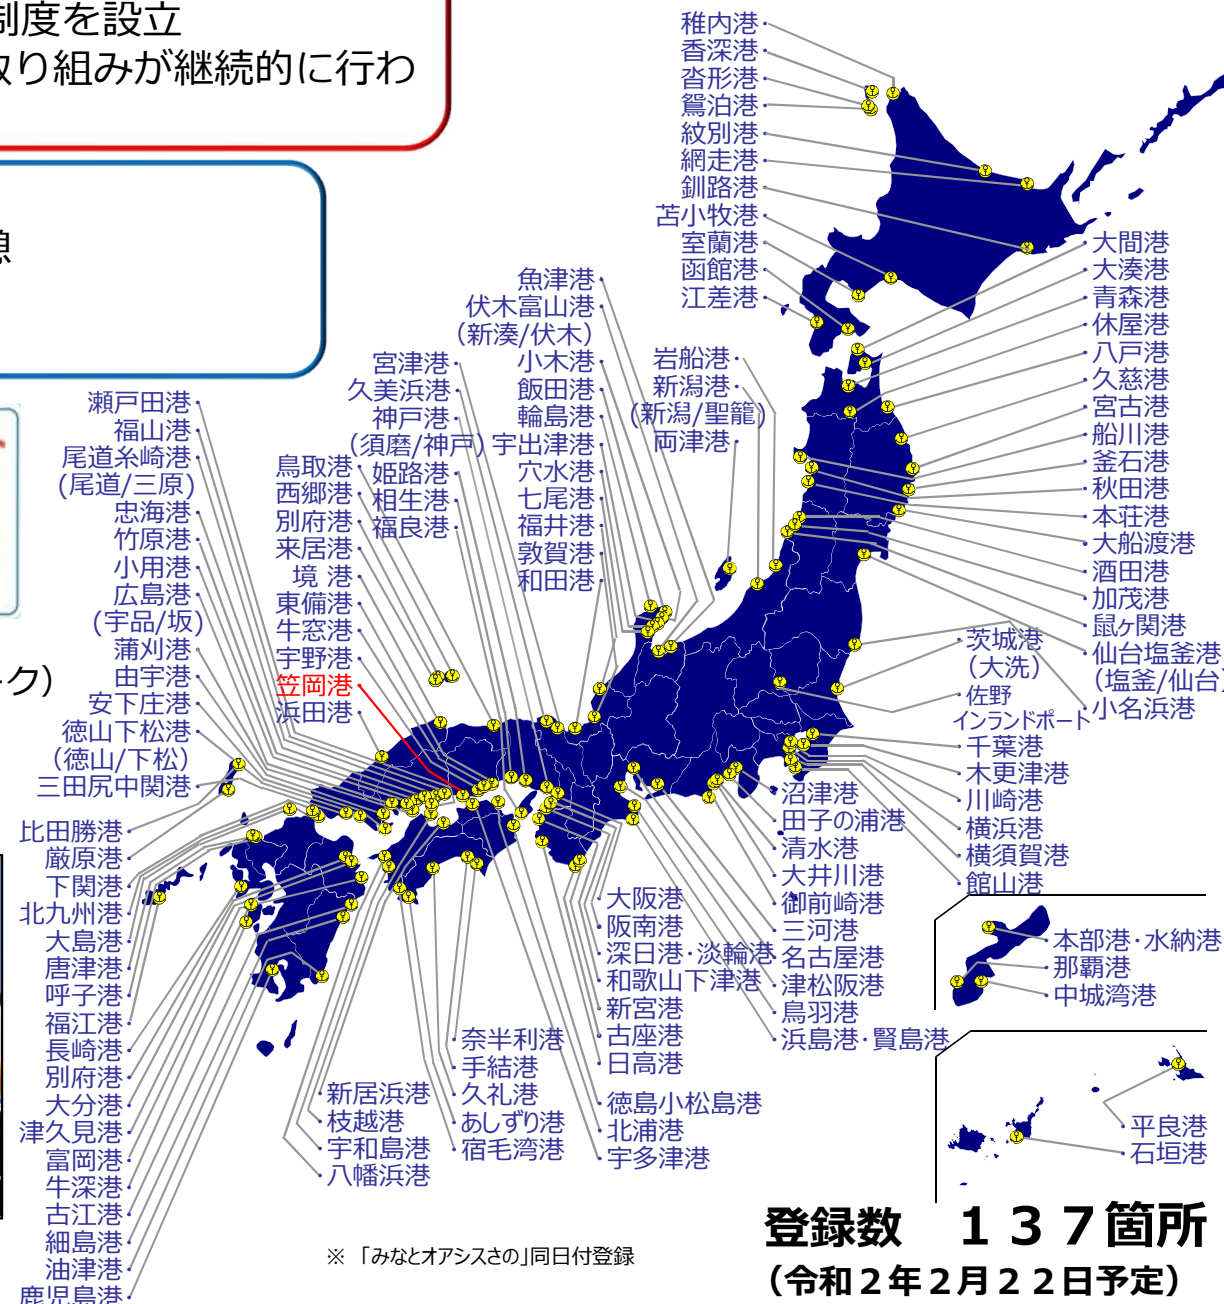 制度を設立
取り組みが継続的に行わ
憩
ーク）
稚内港
香深港
沓形港
鴛泊港
紋別港
網走港
釧路港
苫小牧港
室蘭港
函館港
江差港
大間港
大湊港
青森港
休屋港
八戸港
久慈港
宮古港
船川港
釜石港
秋田港
本荘港
大船渡港
酒田港
加茂港
鼠ヶ関港
仙台塩釜港
(塩釜/仙台)
小名浜港
魚津港
伏木富山港
(新湊/伏木)
小木港
飯田港
輪島港
宇出津港
穴水港
七尾港
福井港
敦賀港
和田港
岩船港
新潟港
(新潟/聖籠)
両津港
宮津港
久美浜港
神戸港
(須磨/神戸)
姫路港
相生港
福良港
鳥取港
西郷港
別府港
来居港
境 港
東備港
牛窓港
宇野港
笠岡港
浜田港
瀬戸田港
福山港
尾道糸崎港
(尾道/三原)
忠海港
竹原港
小用港
広島港
(宇品/坂)
蒲刈港
由宇港
安下庄港
徳山下松港
(徳山/下松)
三田尻中関港
比田勝港
厳原港
下関港
北九州港
大島港
唐津港
呼子港
福江港
長崎港
別府港
大分港
津久見港
富岡港
牛深港
古江港
細島港
油津港
鹿児島港
茨城港
(大洗)
佐野
インランドポート
千葉港
木更津港
川崎港
横浜港
横須賀港
館山港
沼津港
田子の浦港
清水港
大井川港
御前崎港
三河港
名古屋港
津松阪港
鳥羽港
浜島港・賢島港
大阪港
阪南港
深日港・淡輪港
和歌山下津港
新宮港
古座港
日高港
徳島小松島港
北浦港
宇多津港
奈半利港
手結港
久礼港
あしずり港
宿毛湾港
新居浜港
枝越港
宇和島港
八幡浜港
本部港・水納港
那覇港
中城湾港
平良港
石垣港
登録数　１３７箇所
（令和２年２月２２日予定）
※ 「みなとオアシスさの」同日付登録